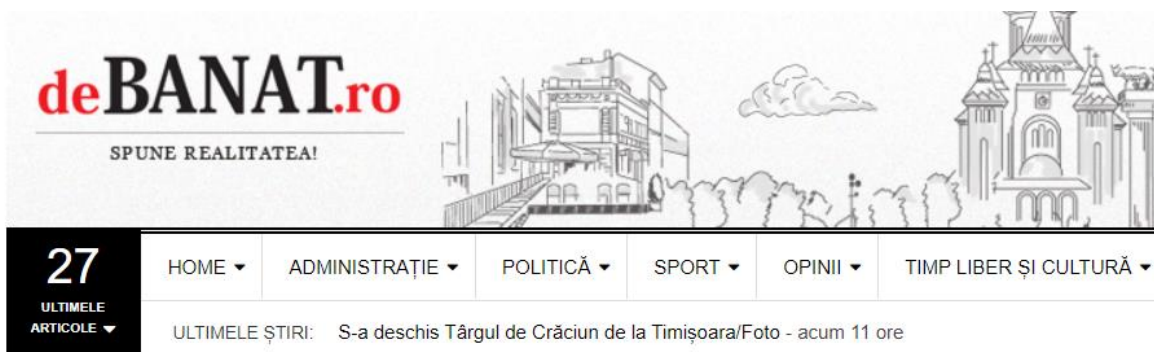 deBANAT.ro
SPUNE REALITATEA!
27
ULTIMELE
ARTICOLE
HOME ADMINISTRAȚIE POLITICĂ SPORT OPINII TIMP LIBER ȘI CULTURĂ
ULTIMELE ȘTIRI: S-a deschis Târgul de Crăciun de la Timișoara/Foto - acum 11 ore